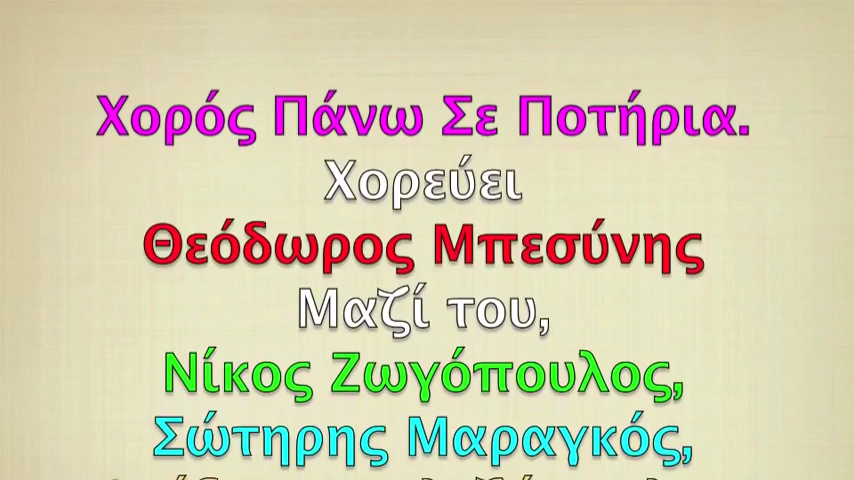 Χορός Πάνω Σε Ποτήρια.
Χορεύει
Θεόδωρος Μπεσύνης
Μαζί του,
Νίκος Ζωγόπουλος,
Σώτηρης Μαραγκός,